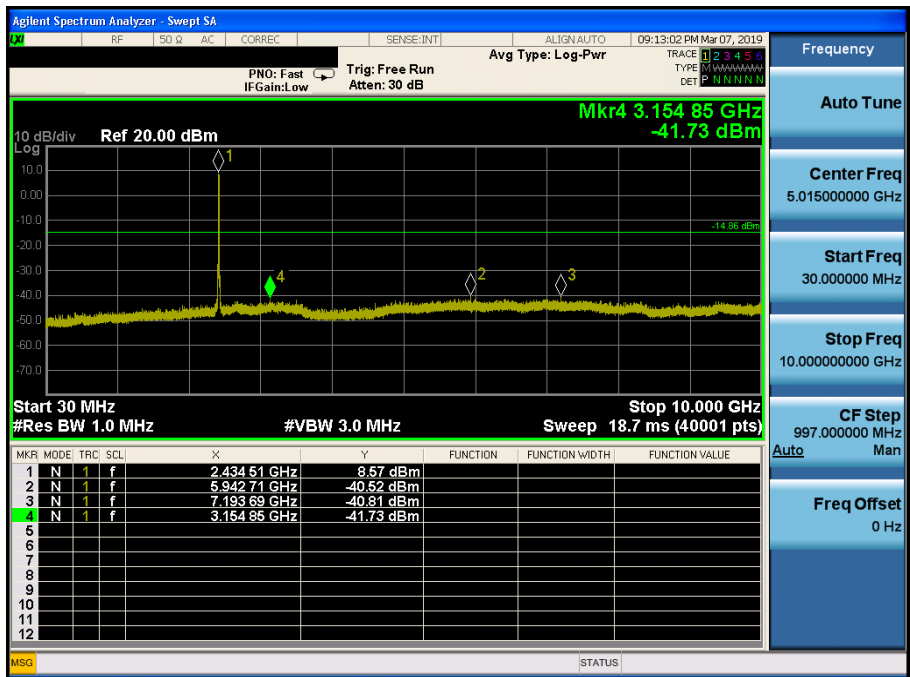 Agilent Spectrum Analyzer - Swept SA
LXI RF 50 Ω AC CORREC SENSE:INT ALIGN AUTO 09:13:02 PM Mar 07, 2019
Frequency
Avg Type: Log-Pwr
TRACE 1 2 3 4 5 6
PNO: Fast Trig: Free Run
TYPE M WWWWW
IFGain:Low Atten: 30 dB
DET P N N N N N
Auto Tune
Mkr4 3.154 85 GHz
-41.73 dBm
10 dB/div Ref 20.00 dBm
Log
10.0
0.00
-10.0
-20.0
-30.0
-40.0
-50.0
-60.0
-70.0
1
-14.86 dBm
4
2
3
Center Freq
5.015000000 GHz
Start Freq
30.000000 MHz
Stop Freq
10.000000000 GHz
Start 30 MHz Stop 10.000 GHz
#Res BW 1.0 MHz #VBW 3.0 MHz Sweep 18.7 ms (40001 pts)
CF Step
997.000000 MHz
Auto Man
Freq Offset
0 Hz
MKR MODE TRC SCL X Y FUNCTION FUNCTION WIDTH FUNCTION VALUE
1 N 1 f 2.434 51 GHz 8.57 dBm
2 N 1 f 5.942 71 GHz -40.52 dBm
3 N 1 f 7.193 69 GHz -40.81 dBm
4 N 1 f 3.154 85 GHz -41.73 dBm
5
6
7
8
9
10
11
12
MSG STATUS